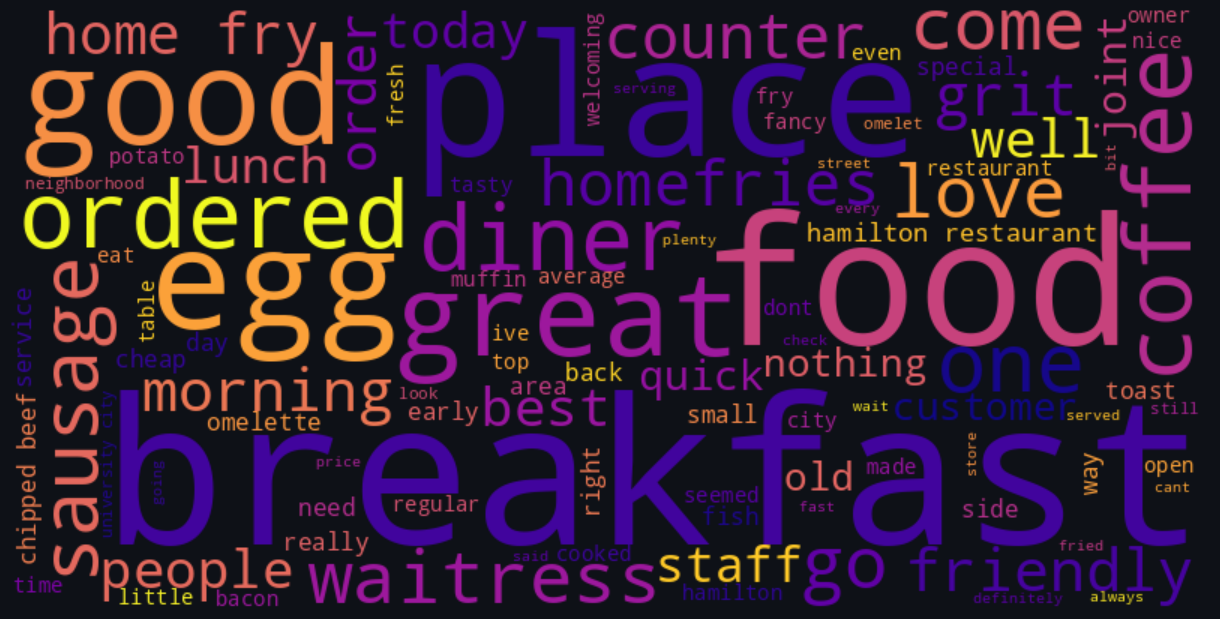 home fry
order
today
welcoming
counter
come
owner
nice
even
joint
good
fresh
place
serving
special
grit
coffee
fry
fancy
omelet
well
bit
potato
lunch
street
restaurant
neighborhood
tasty
homefries
love
every
ordered
diner
plenty
hamilton restaurant
food
eat
egg
sausage
table
muffin
average
great
dont
service
ive
check
cheap
day
top
back
quick
nothing
one
morning
look
area
best
early
small
city
wait
customer
toast
served
still
omelette
chipped beef
university city
breakfast
going
price
right
old
made
store
way
open
cant
need
regular
seemed
fish
fast
side
really
said
cooked
fried
people
waitress
staff
go
friendly
time
little
bacon
hamilton
definitely
always